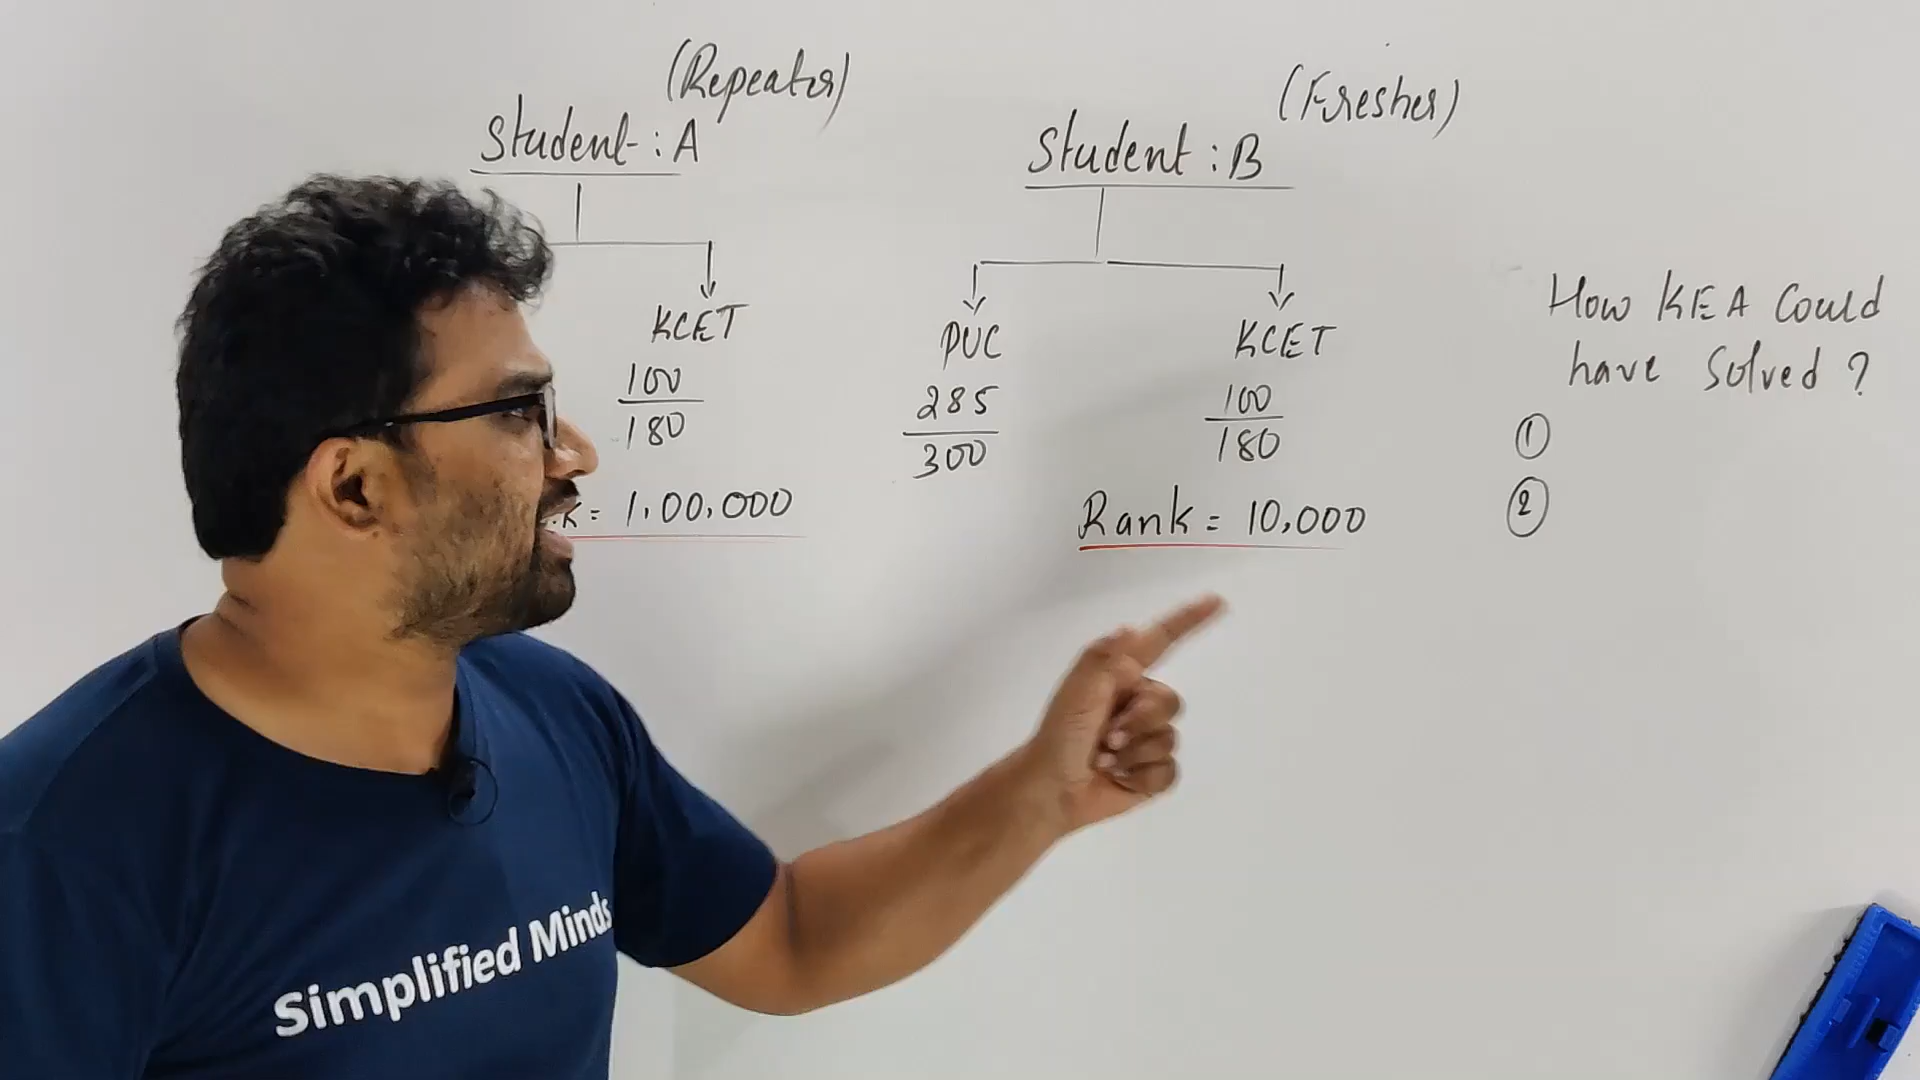 (Repeater)
Student : A
KCET
100
180
k = 1,00,000
(Fresher)
Student : B
PUC
285
300
KCET
100
180
Rank = 10,000
How KEA Could
have Solved ?
1
2
Simplified Minds